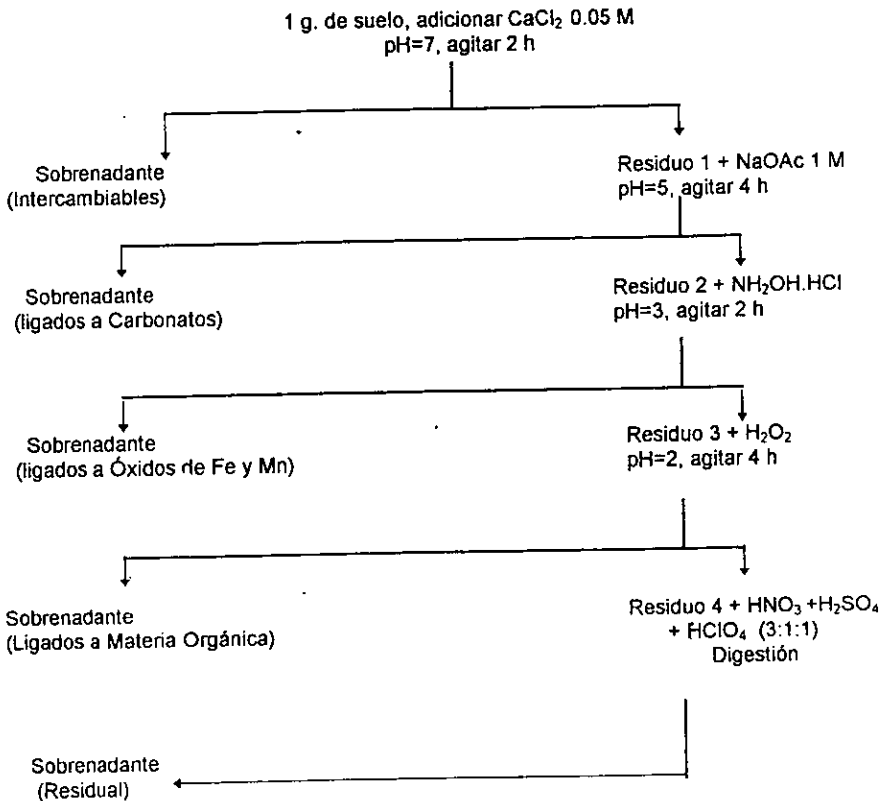 1 g. de suelo, adicionar CaCl₂ 0.05 M
pH=7, agitar 2 h
Sobrenadante
(Intercambiables)
Residuo 1 + NaOAc 1 M
pH=5, agitar 4 h
Sobrenadante
(ligados a Carbonatos)
Residuo 2 + NH₂OH.HCl
pH=3, agitar 2 h
Sobrenadante
(ligados a Óxidos de Fe y Mn)
Residuo 3 + H₂O₂
pH=2, agitar 4 h
Sobrenadante
(Ligados a Materia Orgánica)
Residuo 4 + HNO₃ +H₂SO₄
+ HClO₄ (3:1:1)
Digestión
Sobrenadante
(Residual)